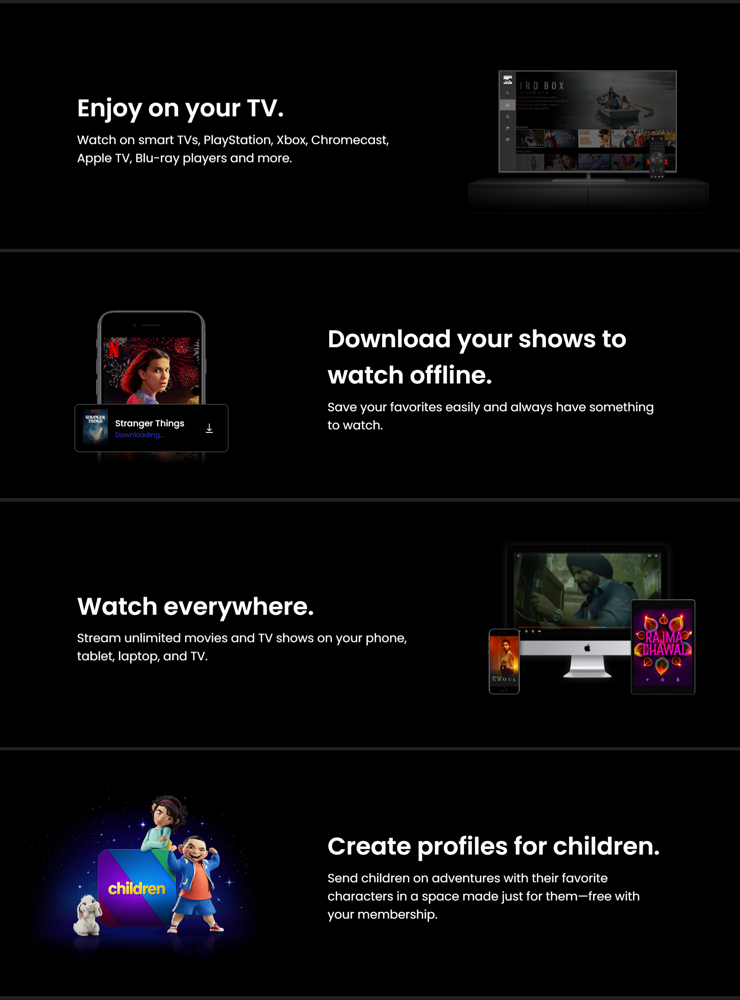 Enjoy on your TV.
Watch on smart TVs, PlayStation, Xbox, Chromecast,
Apple TV, Blu-ray players and more.
IRD BOX
Download your shows to
watch offline.
Save your favorites easily and always have something
to watch.
N
STRANGER
THINGS
Stranger Things
Downloading...
Watch everywhere.
Stream unlimited movies and TV shows on your phone,
tablet, laptop, and TV.
RAJMA
CHAWAL
GHOUL
children
Create profiles for children.
Send children on adventures with their favorite
characters in a space made just for them—free with
your membership.